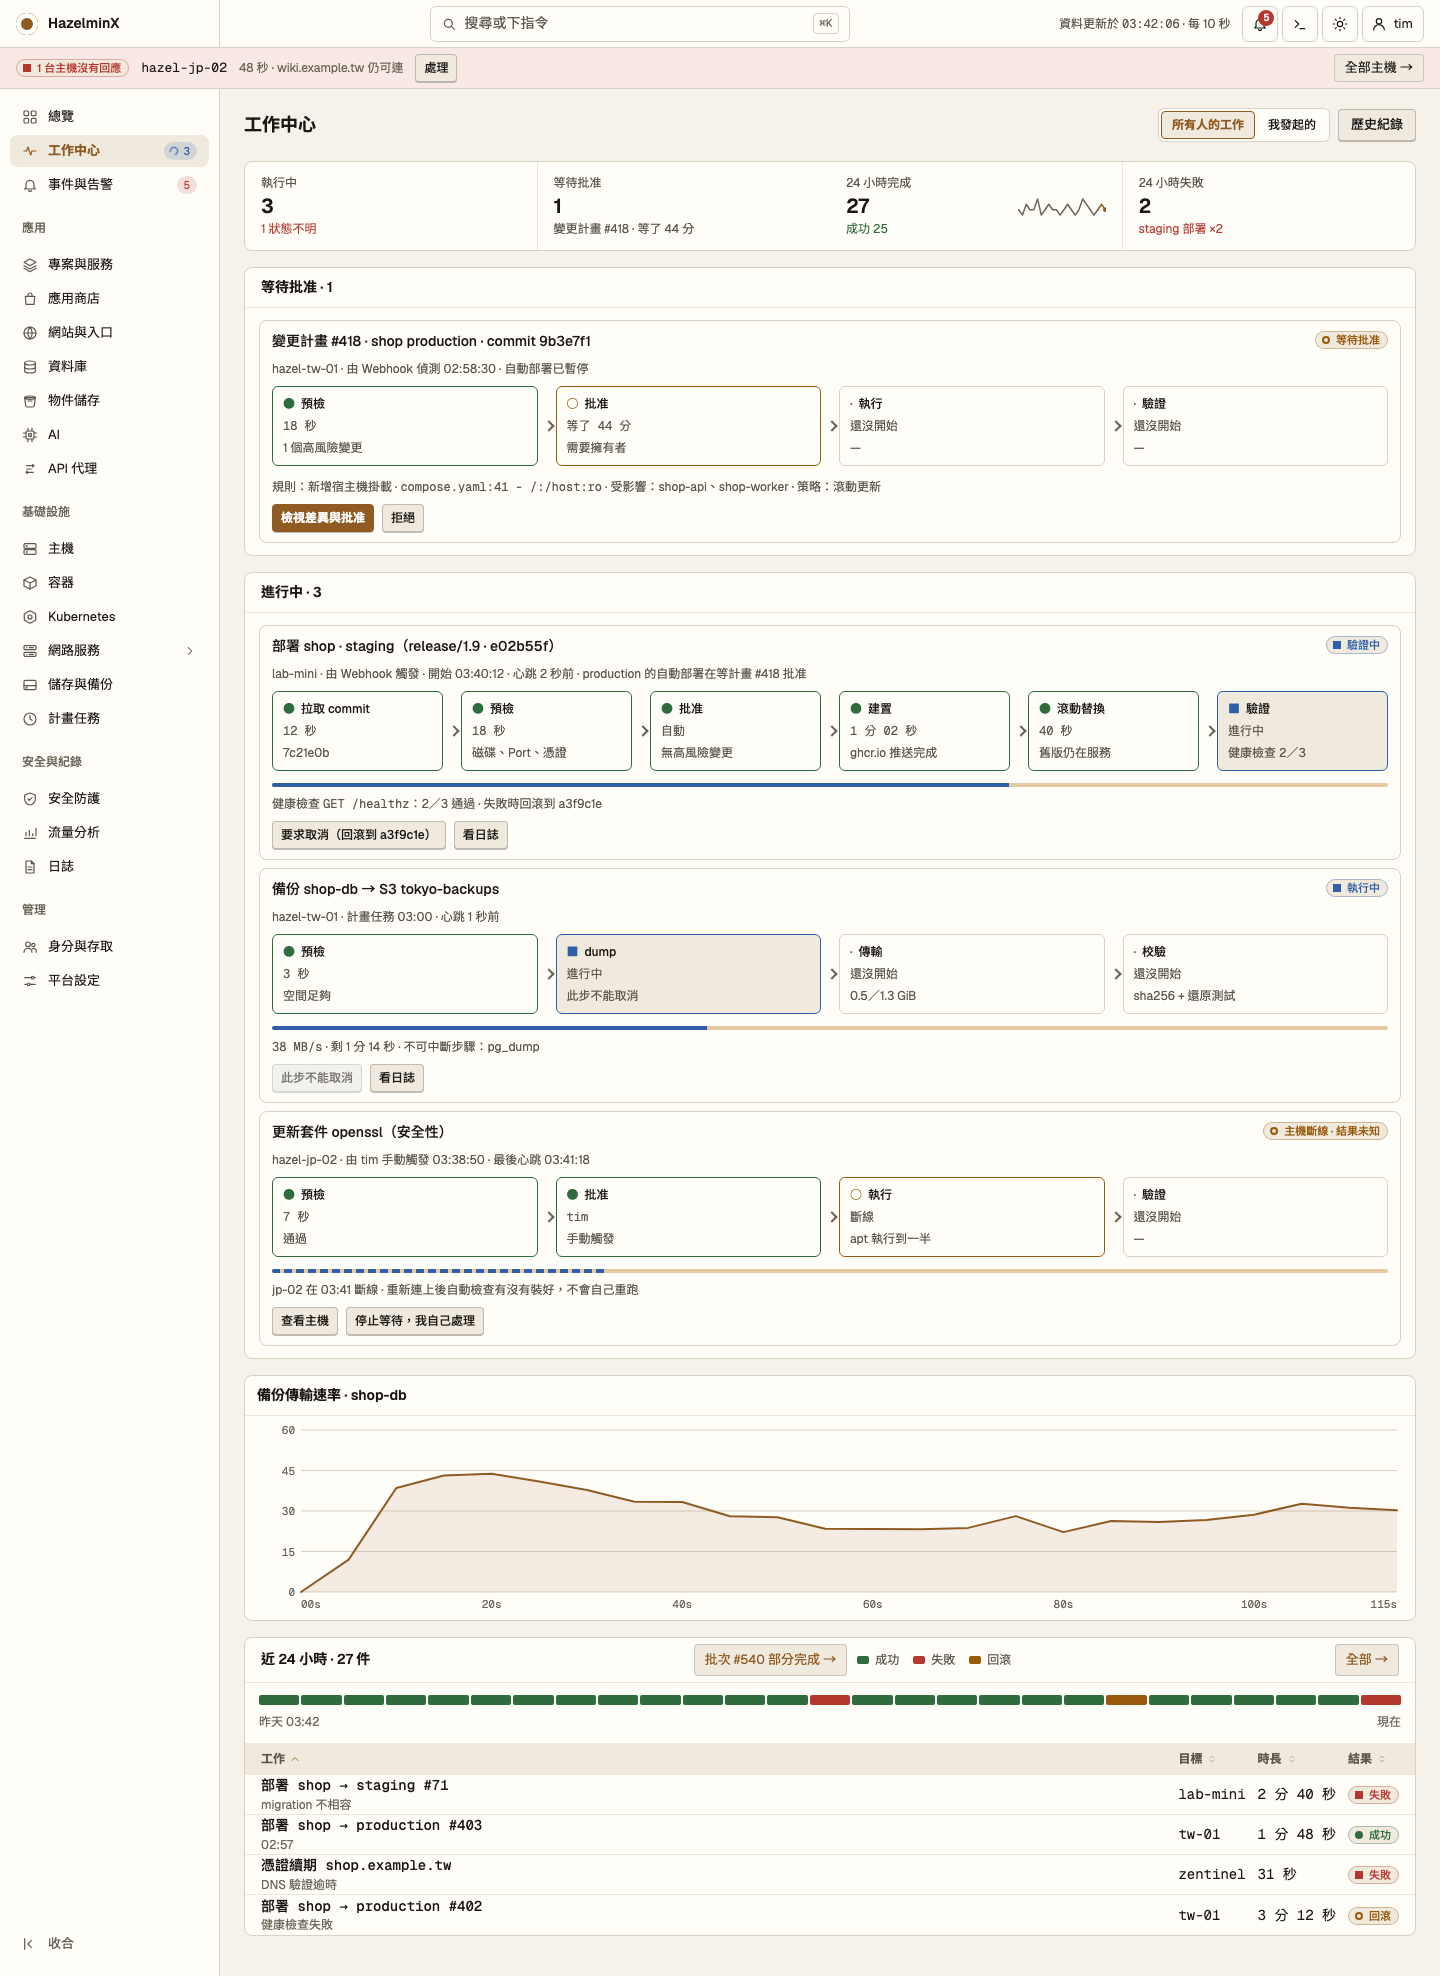 HazelminX
搜尋或下指令
⌘K
資料更新於 03:42:06 · 每 10 秒
5
tim
1 台主機沒有回應
hazel-jp-02
48 秒 · wiki.example.tw 仍可連
處理
全部主機 →
總覽
工作中心
3
事件與告警
5
應用
專案與服務
應用商店
網站與入口
資料庫
物件儲存
AI
API 代理
基礎設施
主機
容器
Kubernetes
網路服務
儲存與備份
計畫任務
安全與紀錄
安全防護
流量分析
日誌
管理
身分與存取
平台設定
收合
工作中心
所有人的工作
我發起的
歷史紀錄
執行中
3
1 狀態不明
等待批准
1
變更計畫 #418 · 等了 44 分
24 小時完成
27
成功 25
24 小時失敗
2
staging 部署 ×2
等待批准 · 1
變更計畫 #418 · shop production · commit 9b3e7f1
等待批准
hazel-tw-01 · 由 Webhook 偵測 02:58:30 · 自動部署已暫停
預檢
18 秒
1 個高風險變更
批准
等了 44 分
需要擁有者
· 執行
還沒開始
—
· 驗證
還沒開始
—
規則：新增宿主機掛載 · compose.yaml:41 - /:/host:ro · 受影響：shop-api、shop-worker · 策略：滾動更新
檢視差異與批准
拒絕
進行中 · 3
部署 shop · staging（release/1.9 · e02b55f）
驗證中
lab-mini · 由 Webhook 觸發 · 開始 03:40:12 · 心跳 2 秒前 · production 的自動部署在等計畫 #418 批准
拉取 commit
12 秒
7c21e0b
預檢
18 秒
磁碟、Port、憑證
批准
自動
無高風險變更
建置
1 分 02 秒
ghcr.io 推送完成
滾動替換
40 秒
舊版仍在服務
驗證
進行中
健康檢查 2／3
健康檢查 GET /healthz：2／3 通過 · 失敗時回滾到 a3f9c1e
要求取消（回滾到 a3f9c1e）
看日誌
備份 shop-db → S3 tokyo-backups
執行中
hazel-tw-01 · 計畫任務 03:00 · 心跳 1 秒前
預檢
3 秒
空間足夠
dump
進行中
此步不能取消
· 傳輸
還沒開始
0.5／1.3 GiB
· 校驗
還沒開始
sha256 + 還原測試
38 MB/s · 剩 1 分 14 秒 · 不可中斷步驟：pg_dump
此步不能取消
看日誌
更新套件 openssl（安全性）
主機斷線 · 結果未知
hazel-jp-02 · 由 tim 手動觸發 03:38:50 · 最後心跳 03:41:18
預檢
7 秒
通過
批准
tim
手動觸發
執行
斷線
apt 執行到一半
· 驗證
還沒開始
—
jp-02 在 03:41 斷線 · 重新連上後自動檢查有沒有裝好，不會自己重跑
查看主機
停止等待，我自己處理
備份傳輸速率 · shop-db
60
45
30
15
0
00s
20s
40s
60s
80s
100s
115s
近 24 小時 · 27 件
批次 #540 部分完成 →
成功
失敗
回滾
全部 →
昨天 03:42
現在
工作
目標
時長
結果
部署 shop → staging #71
migration 不相容
lab-mini
2 分 40 秒
失敗
部署 shop → production #403
02:57
tw-01
1 分 48 秒
成功
憑證續期 shop.example.tw
DNS 驗證逾時
zentinel
31 秒
失敗
部署 shop → production #402
健康檢查失敗
tw-01
3 分 12 秒
回滾